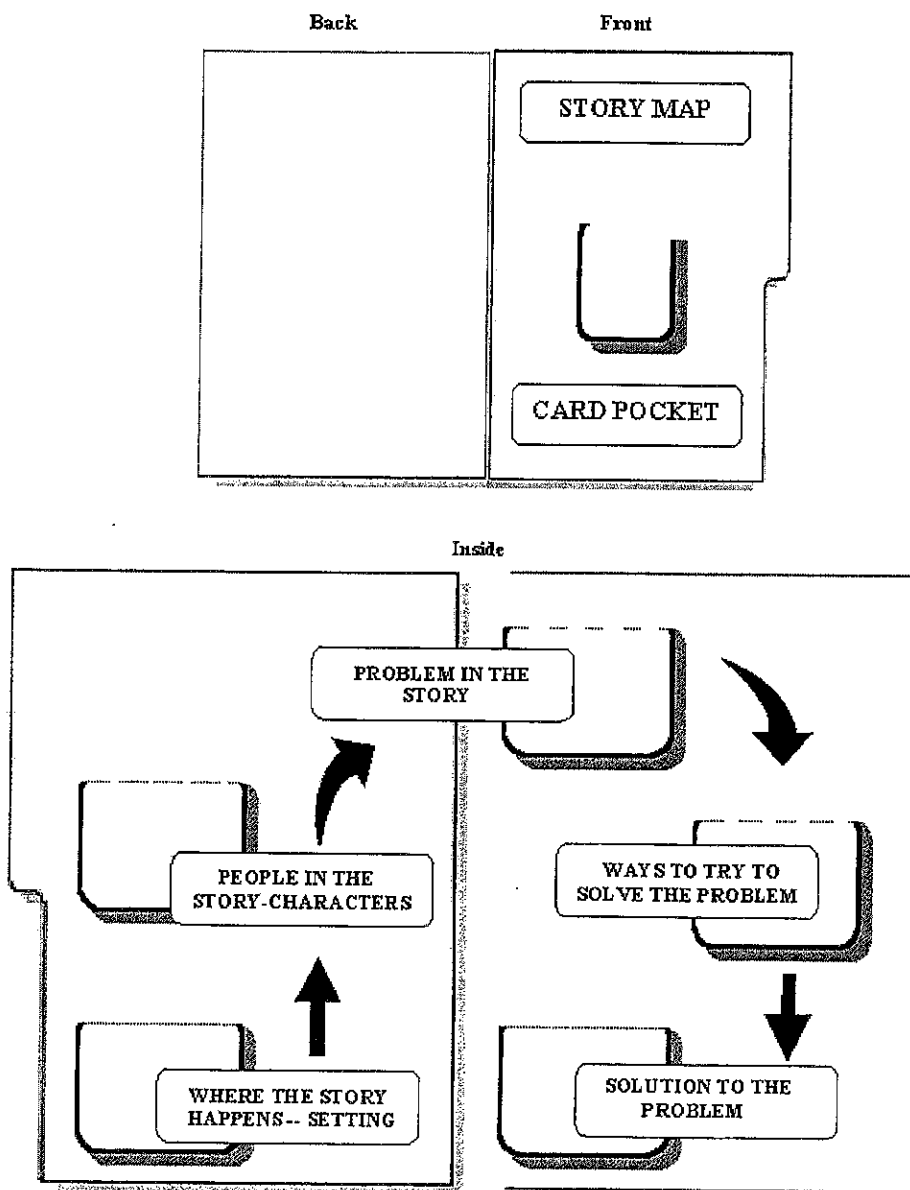 Back
Front
STORY MAP
CARD POCKET
Inside
PROBLEM IN THE
STORY
PEOPLE IN THE
STORY-CHARACTERS
WAYS TO TRY TO
SOLVE THE PROBLEM
WHERE THE STORY
HAPPENS-- SETTING
SOLUTION TO THE
PROBLEM